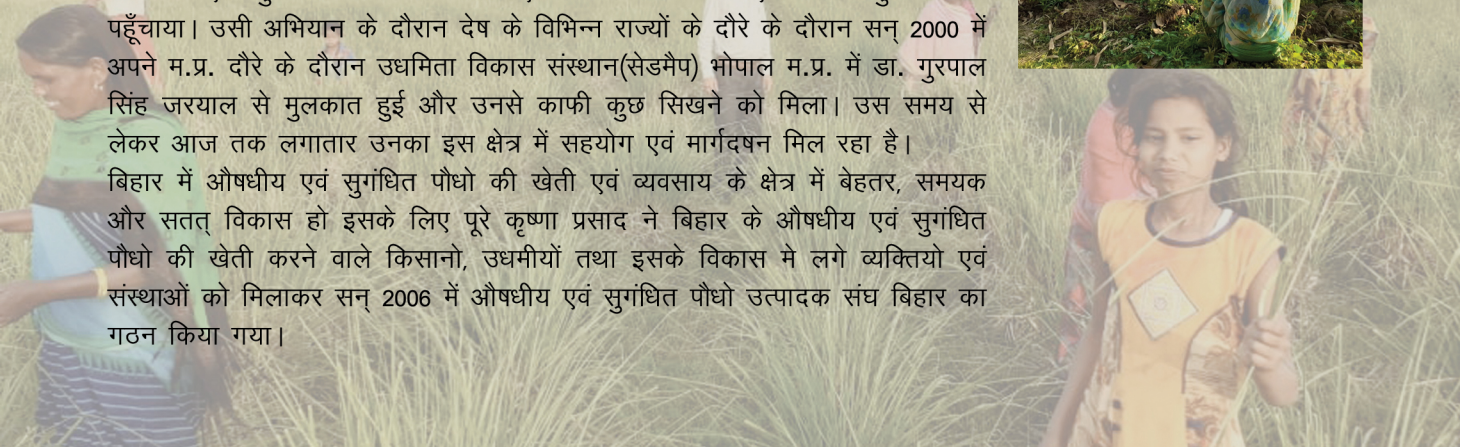 पहूँचाया। उसी अभियान के दौरान देष के विभिन्न राज्यों के दौरे के दौरान सन् 2000 में
अपने म.प्र. दौरे के दौरान उधमिता विकास संस्थान(सेडमैप) भोपाल म.प्र. में डा. गुरपाल
सिंह जरयाल से मुलकात हुई और उनसे काफी कुछ सिखने को मिला। उस समय से
लेकर आज तक लगातार उनका इस क्षेत्र में सहयोग एवं मार्गदषन मिल रहा है।
बिहार में औषधीय एवं सुगंधित पौधो की खेती एवं व्यवसाय के क्षेत्र में बेहतर, समयक
और सतत् विकास हो इसके लिए पूरे कृष्णा प्रसाद ने बिहार के औषधीय एवं सुगंधित
पौधो की खेती करने वाले किसानो, उधमीयों तथा इसके विकास मे लगे व्यक्तियो एवं
संस्थाओं को मिलाकर सन् 2006 में औषधीय एवं सुगंधित पौधो उत्पादक संघ बिहार का
गठन किया गया।